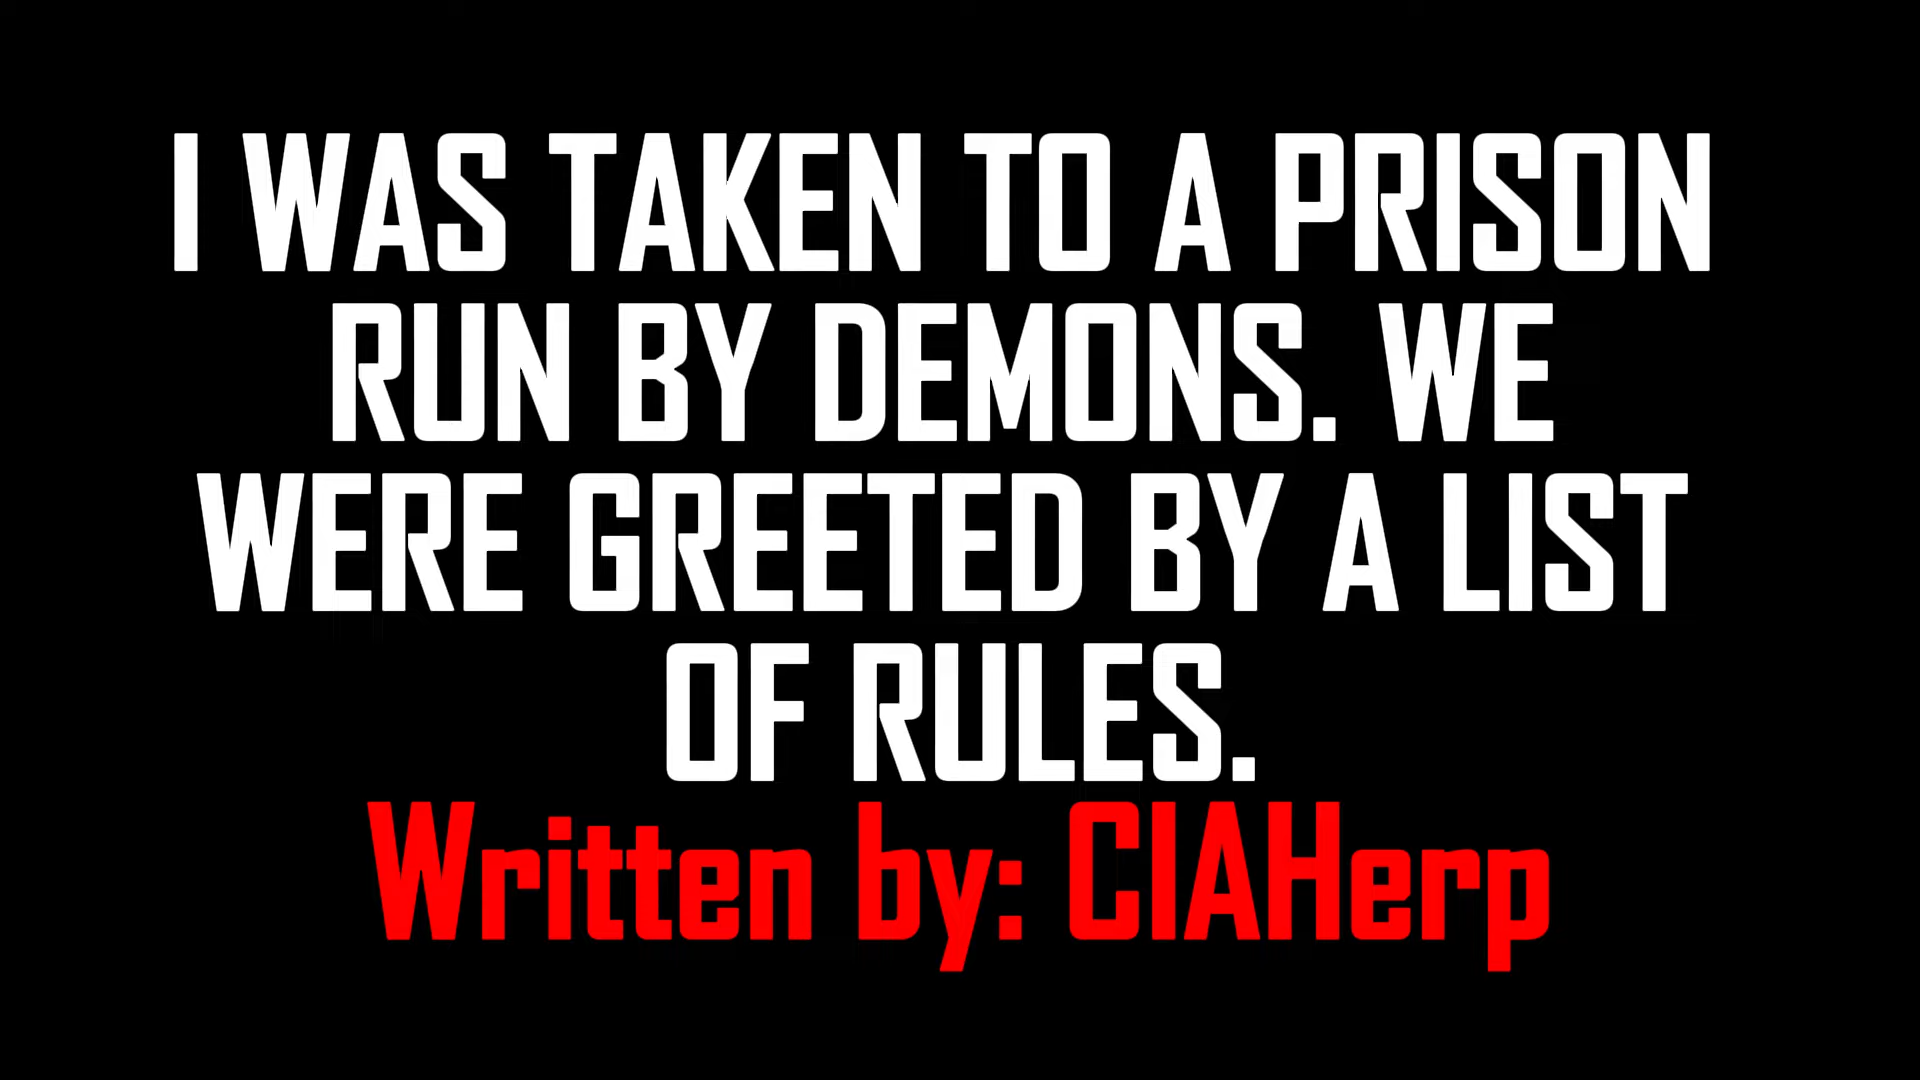 I WAS TAKEN TO A PRISON
RUN BY DEMONS. WE
WERE GREETED BY A LIST
OF RULES.
Written by: CIAHerp